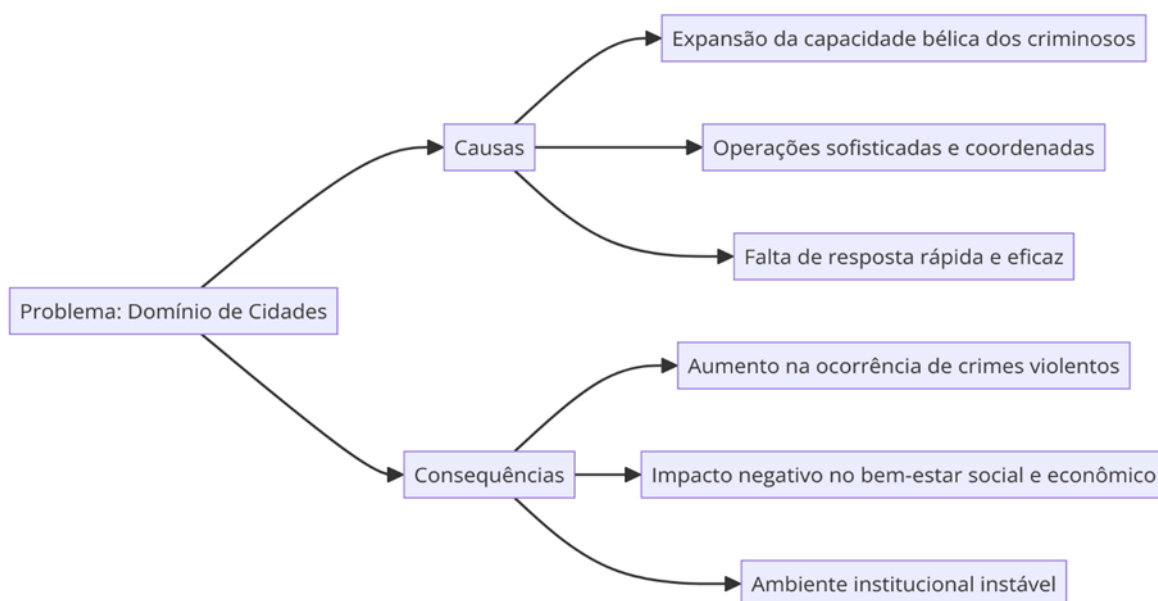 Problema: Domínio de Cidades
Causas
Expansão da capacidade bélica dos criminosos
Operações sofisticadas e coordenadas
Falta de resposta rápida e eficaz
Consequências
Aumento na ocorrência de crimes violentos
Impacto negativo no bem-estar social e econômico
Ambiente institucional instável